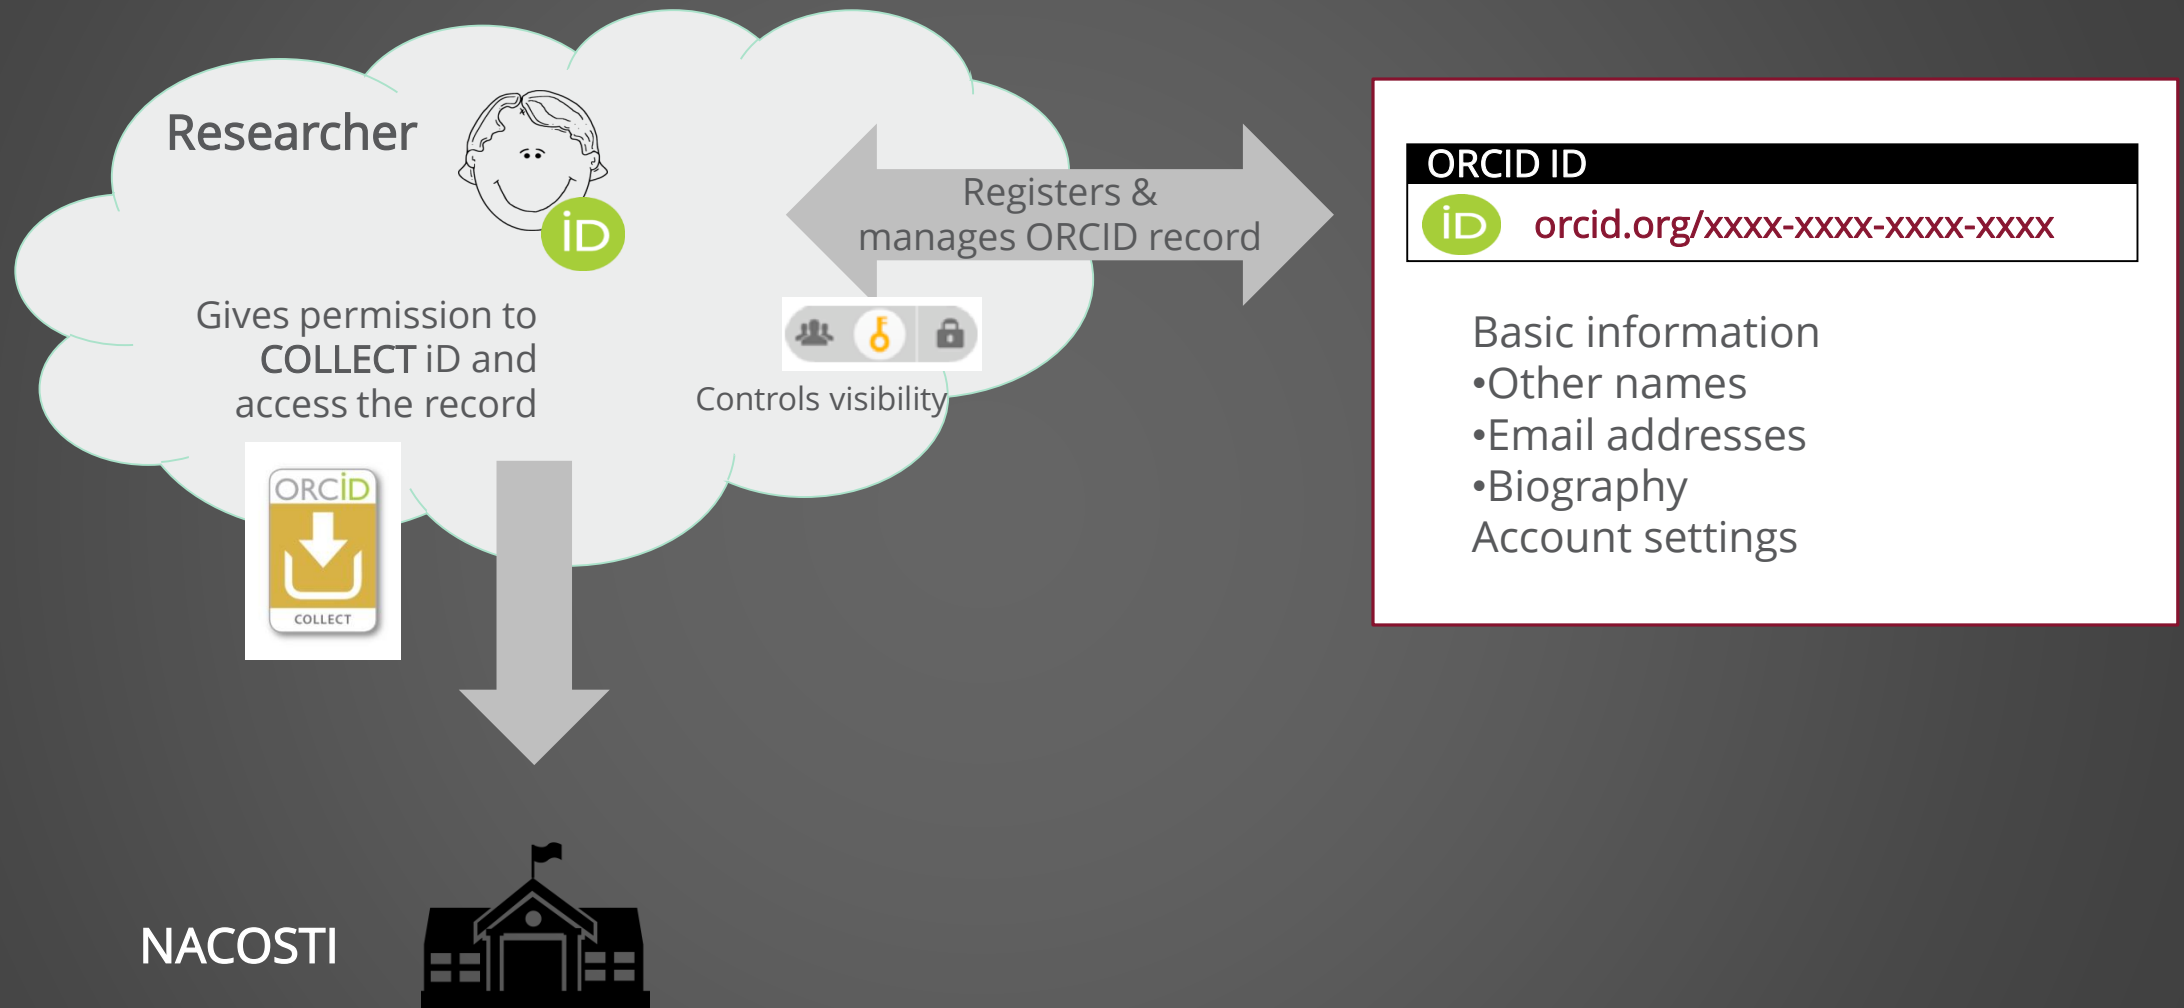 Researcher
iD
Gives permission to
COLLECT iD and
access the record
ORCiD
COLLECT
Registers &
manages ORCID record
Controls visibility
ORCID ID
iD orcid.org/xxxx-xxxx-xxxx-xxxx
Basic information
•Other names
•Email addresses
•Biography
Account settings
NACOSTI